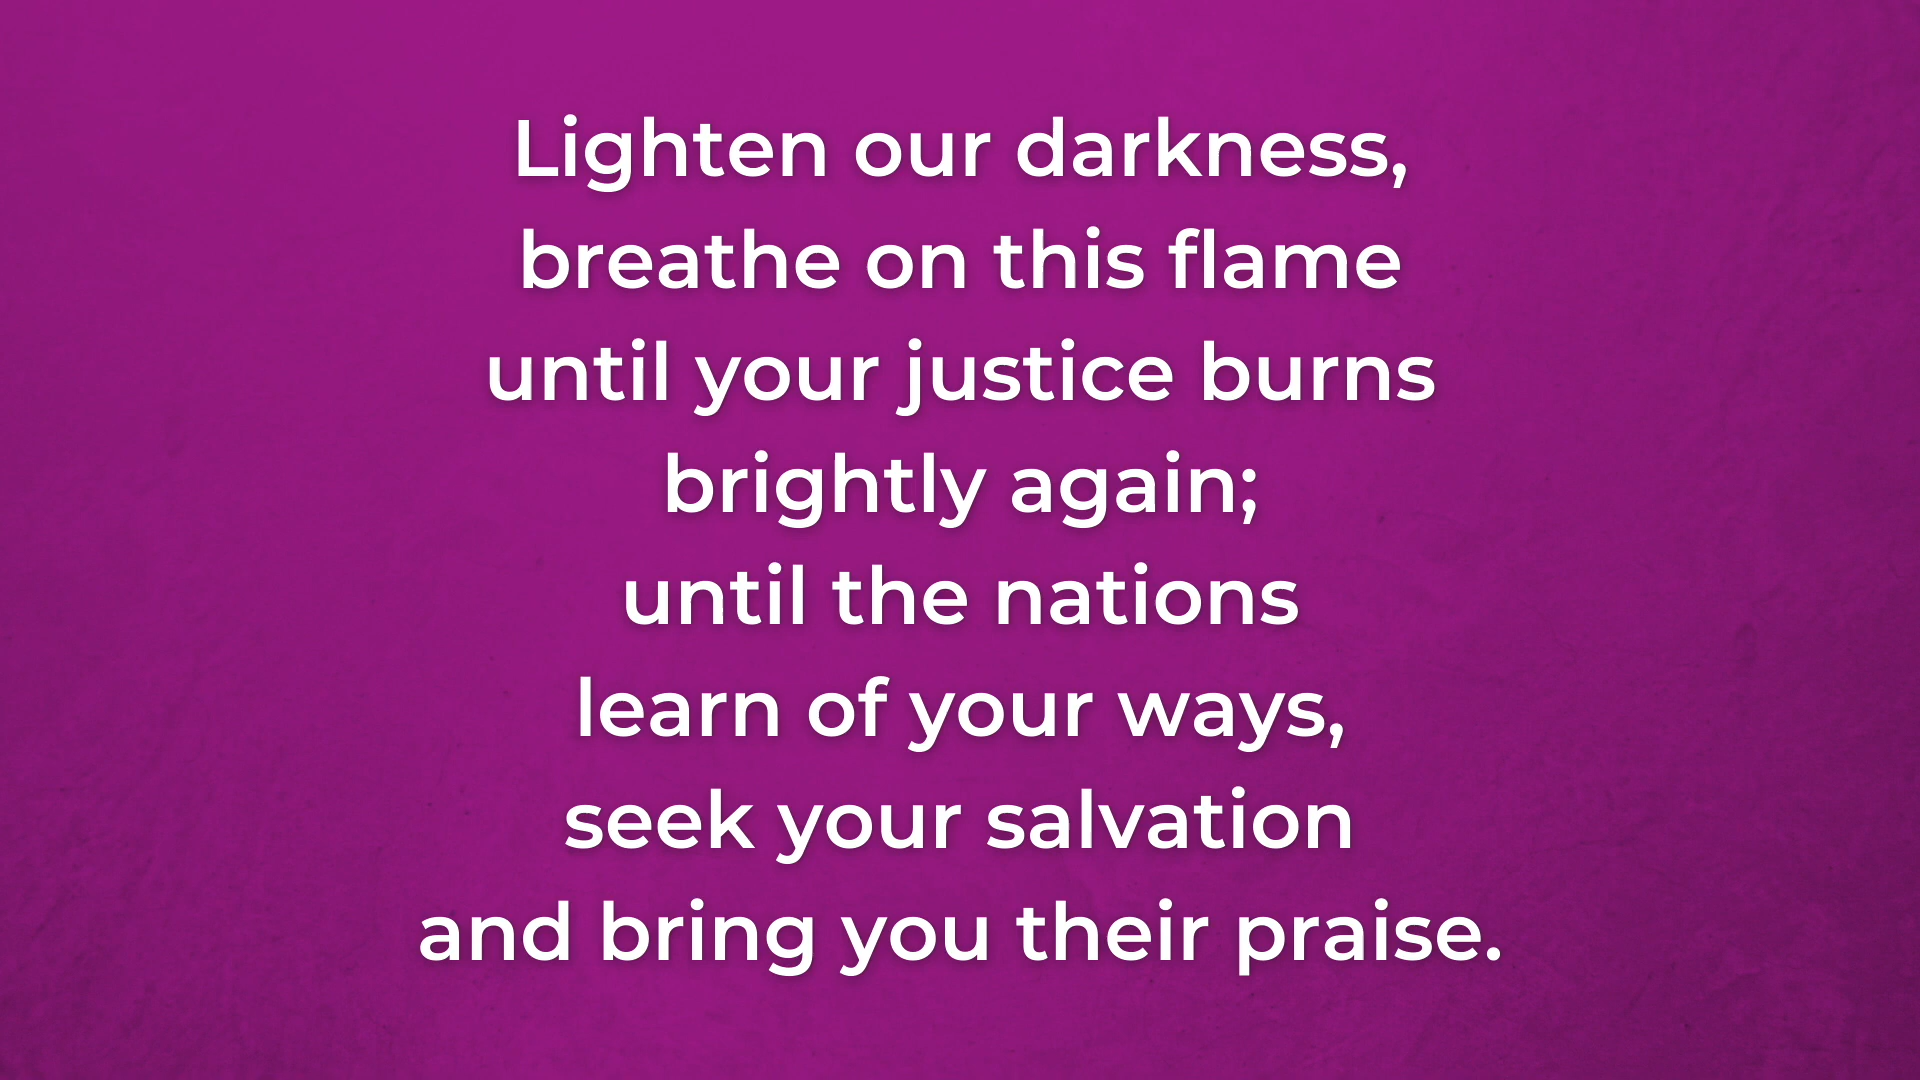 Lighten our darkness,
breathe on this flame
until your justice burns
brightly again;
until the nations
learn of your ways,
seek your salvation
and bring you their praise.